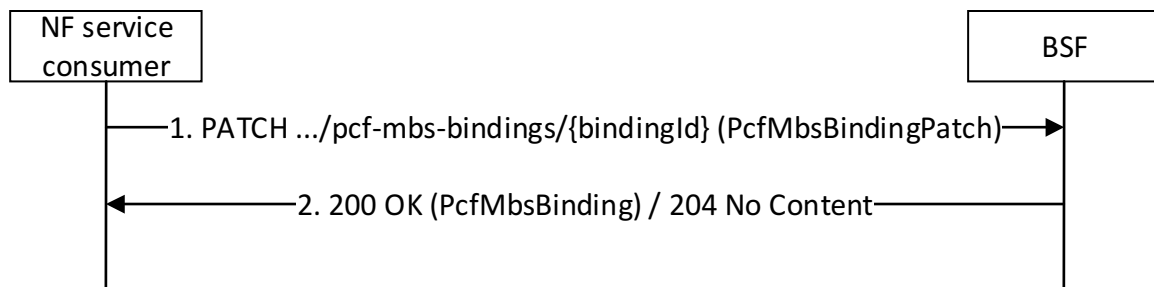 NF service
consumer
BSF
1. PATCH .../pcf-mbs-bindings/{bindingId} (PcfMbsBindingPatch)
2. 200 OK (PcfMbsBinding) / 204 No Content